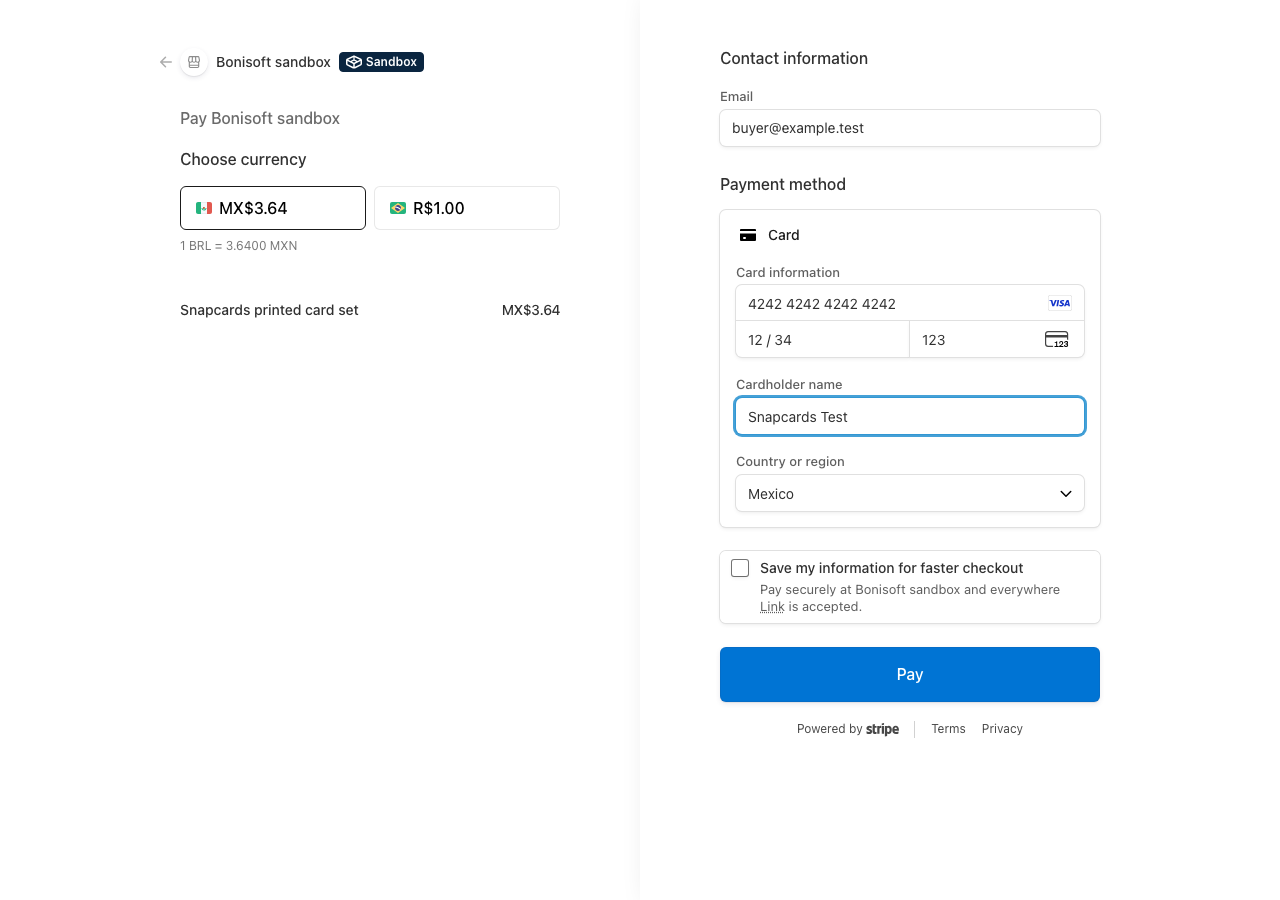 Bonisoft sandbox Sandbox
Pay Bonisoft sandbox
Choose currency
MX$3.64 R$1.00
1 BRL = 3.6400 MXN
Snapcards printed card set MX$3.64
Contact information
Email
buyer@example.test
Payment method
Card
Card information
4242 4242 4242 4242 VISA
12 / 34 123 123
Cardholder name
Snapcards Test
Country or region
Mexico
Save my information for faster checkout
Pay securely at Bonisoft sandbox and everywhere
Link is accepted.
Pay
Powered by stripe Terms Privacy